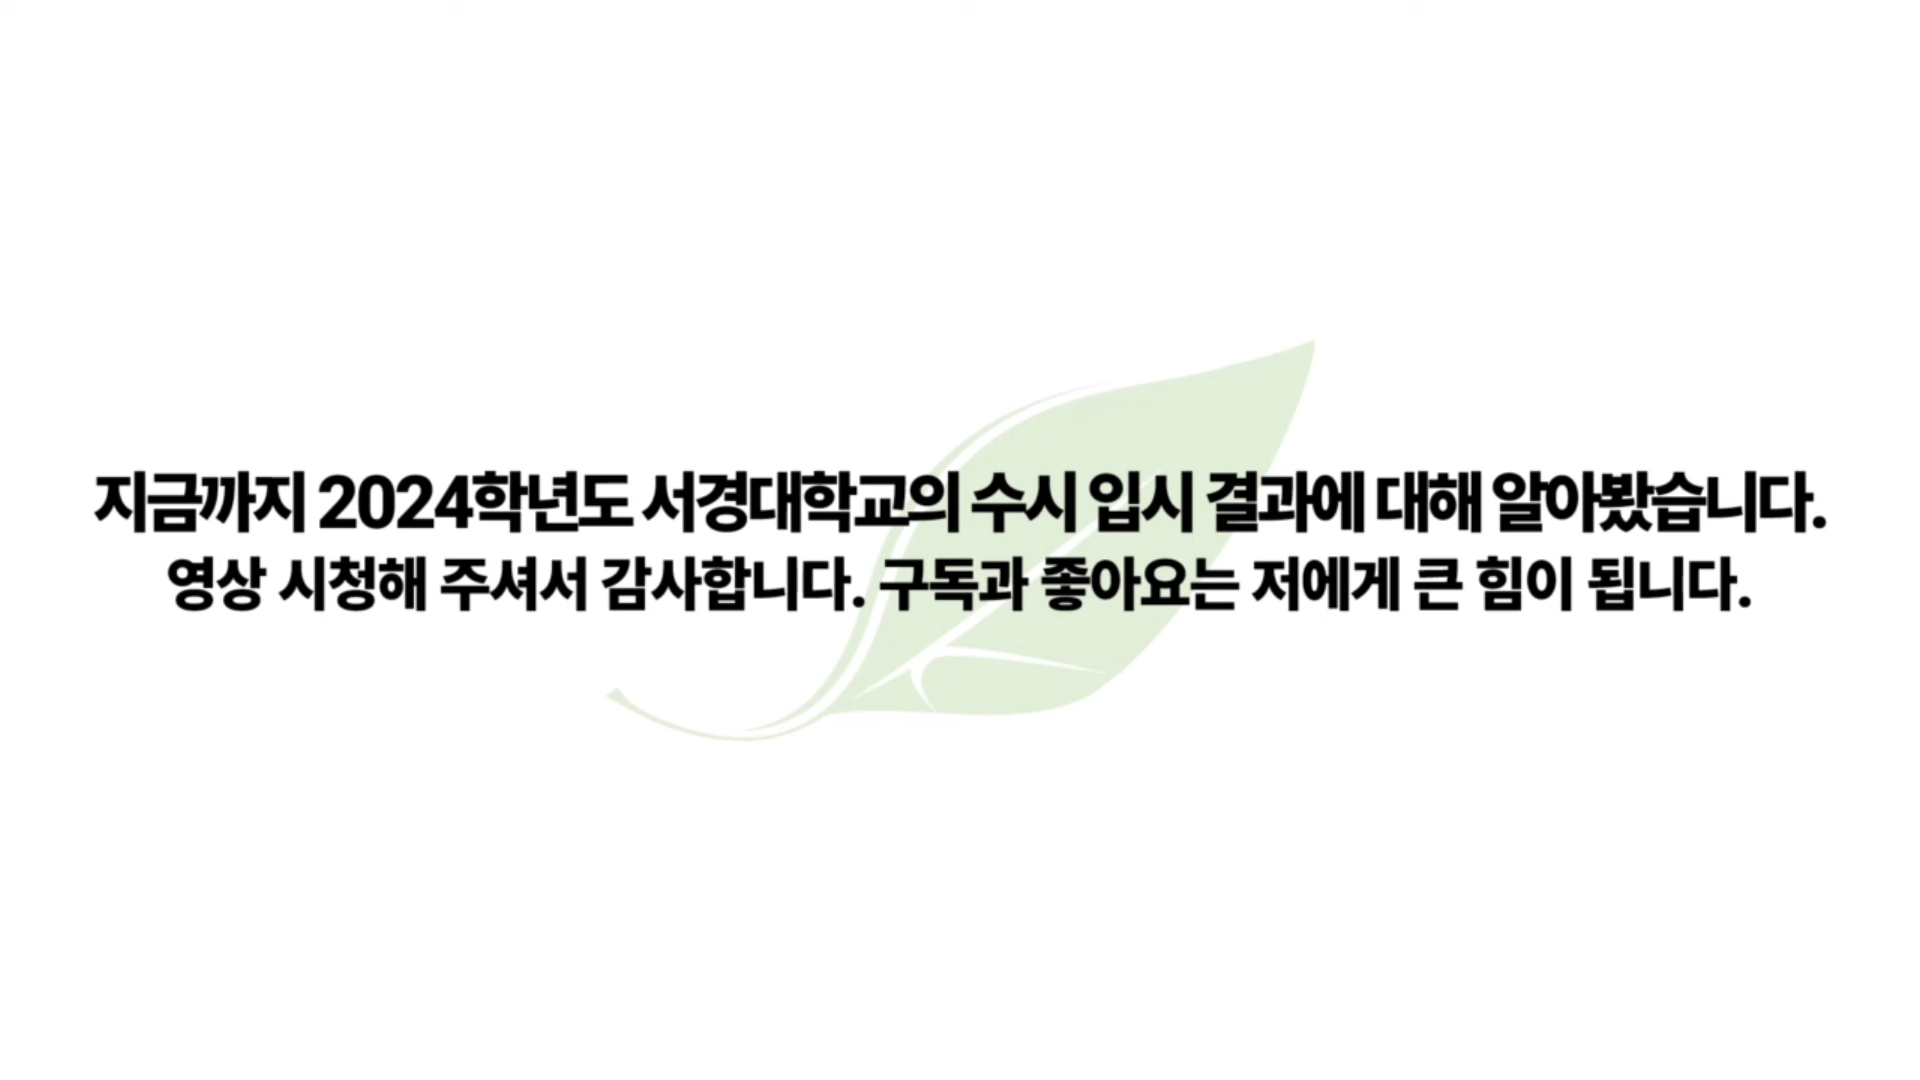 지금까지 2024학년도 서경대학교의 수시 입시 결과에 대해 알아봤습니다.
영상 시청해 주셔서 감사합니다. 구독과 좋아요는 저에게 큰 힘이 됩니다.